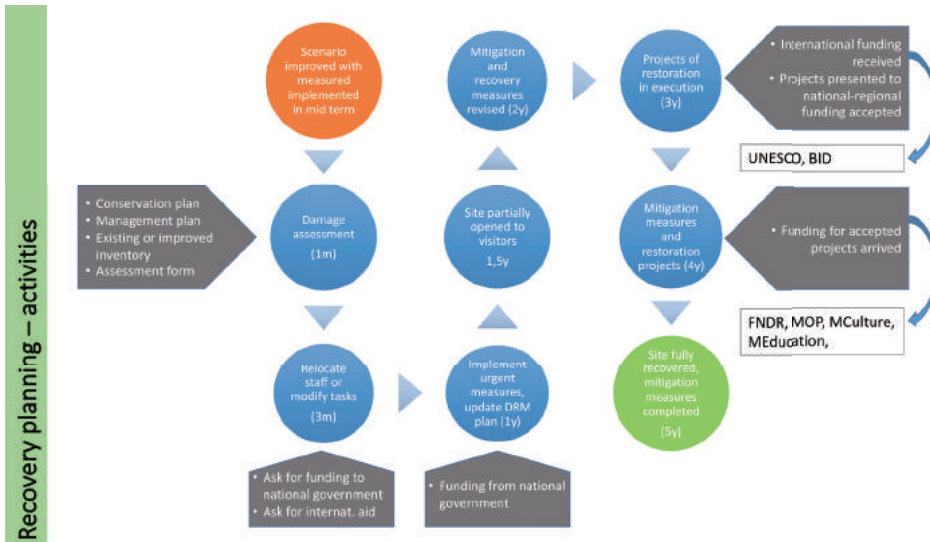 Recovery planning – activities
Scenario
improved with
measured
implemented
in mid term
• Conservation plan
• Management plan
• Existing or improved
inventory
• Assessment form
Damage
assessment
(1m)
Relocate
staff or
modify tasks
(3m)
• Ask for funding to
national government
• Ask for internat. aid
Implement
urgent
measures,
update DRM
plan (1y)
• Funding from national
government
Site partially
opened to
visitors
1,5y
Mitigation
and
recovery
measures
revised (2y)
Projects of
restoration
in execution
(3y)
• International funding
received
• Projects presented to
national-regional
funding accepted
UNESCO, BID
Mitigation
measures
and
restoration
projects (4y)
• Funding for accepted
projects arrived
FNDR, MOP, MCulture,
MEducation,
Site fully
recovered,
mitigation
measures
completed
(5y)